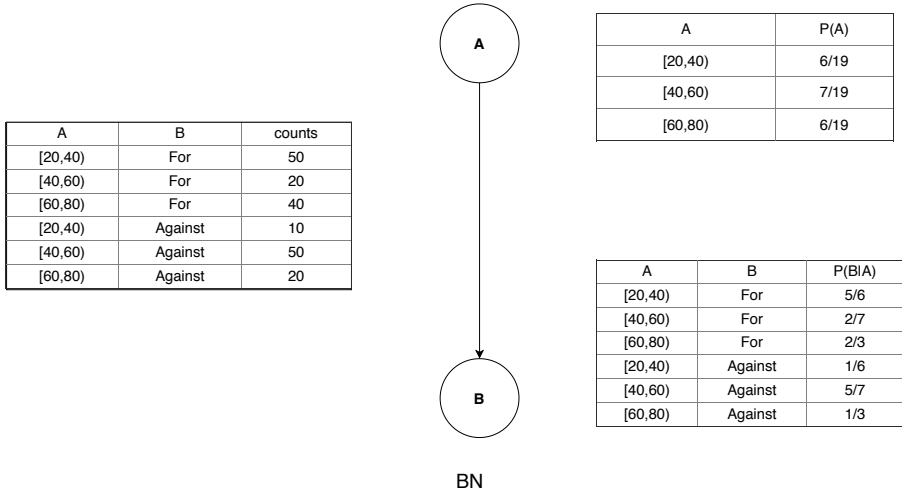 A
A P(A)
[20,40) 6/19
[40,60) 7/19
[60,80) 6/19
A B counts
[20,40) For 50
[40,60) For 20
[60,80) For 40
[20,40) Against 10
[40,60) Against 50
[60,80) Against 20
A B P(B|A)
[20,40) For 5/6
[40,60) For 2/7
[60,80) For 2/3
[20,40) Against 1/6
[40,60) Against 5/7
[60,80) Against 1/3
B
BN